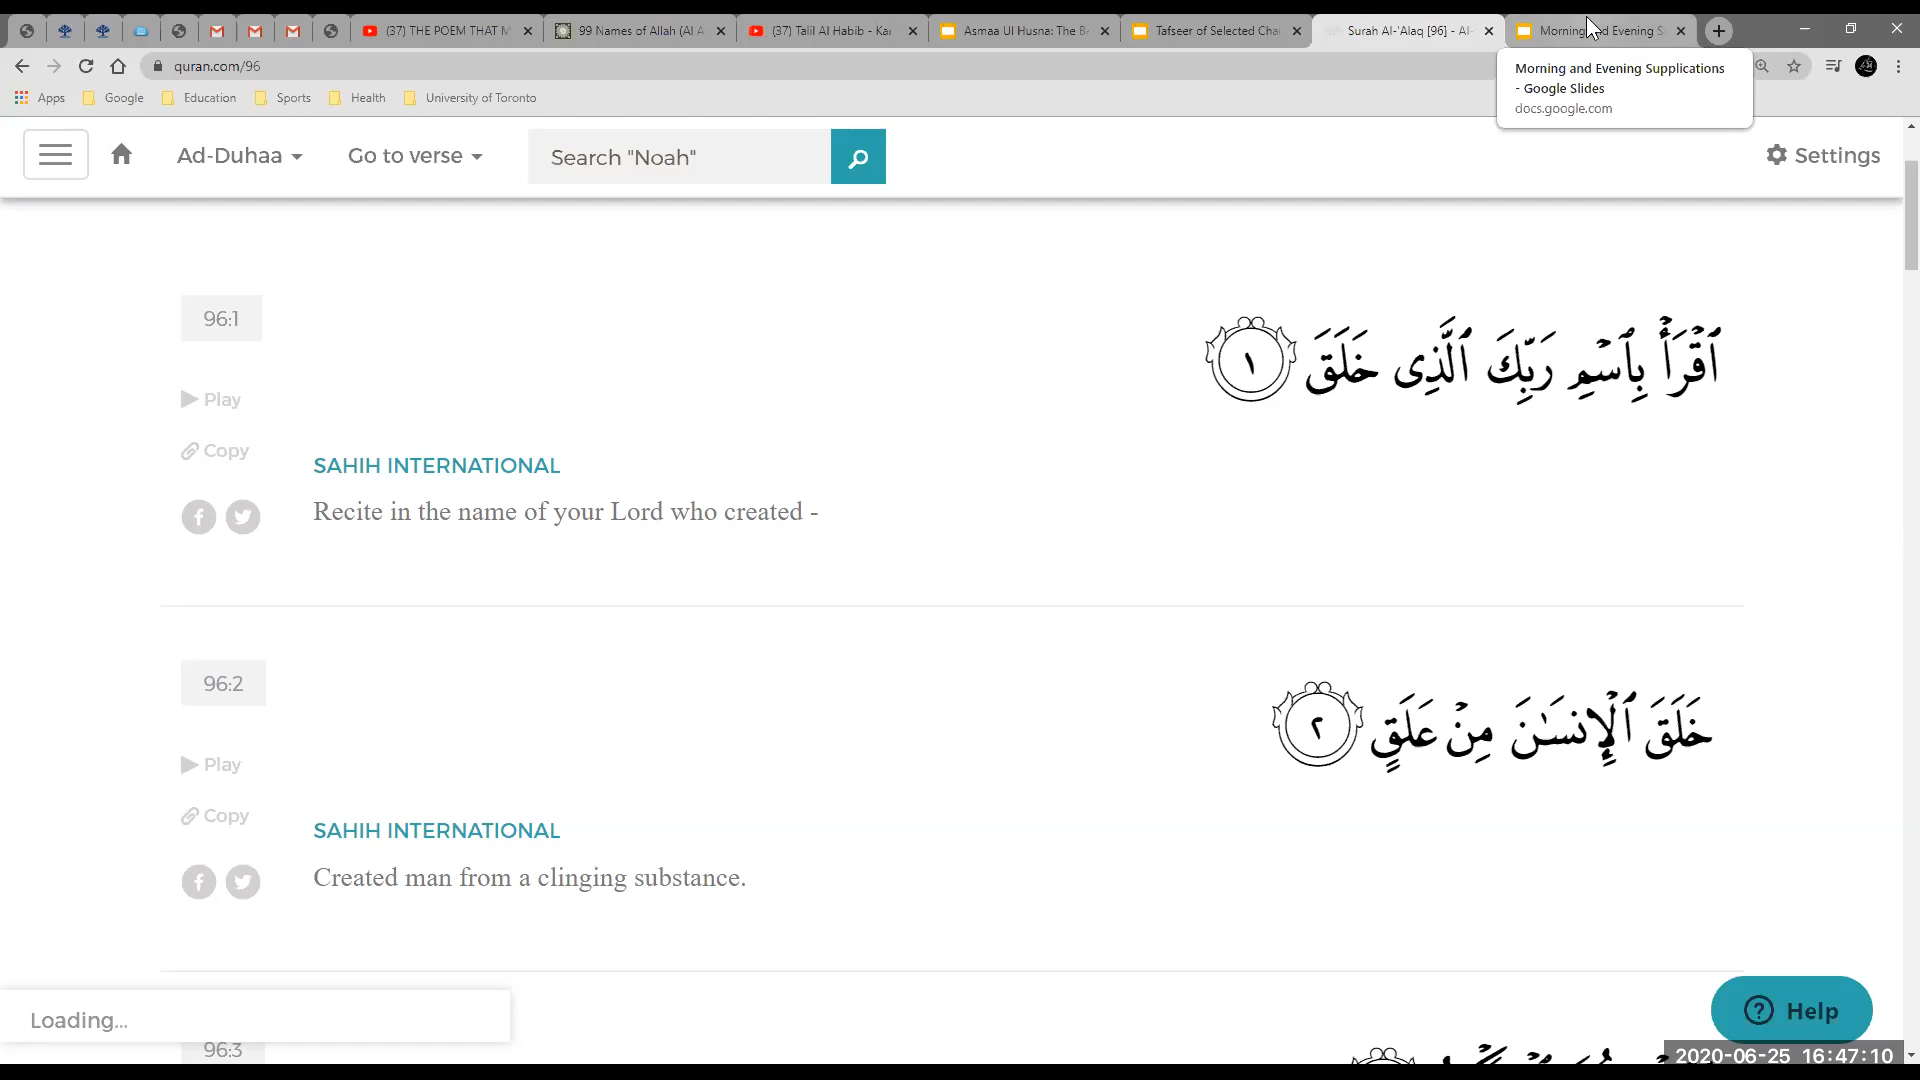 (37) THE POEM THAT M
99 Names of Allah (Al A
(37) Talil Al Habib - Kar
Asmaa Ul Husna: The B
Tafseer of Selected Cha
Surah Al-'Alaq [96] - Al-
Morning and Evening S
quran.com/96
Morning and Evening Supplications
- Google Slides
docs.google.com
Apps Google Education Sports Health University of Toronto
Ad-Duhaa Go to verse Search "Noah" Settings
96:1
ٱقۡرَأۡ بِٱسۡمِ رَبِّكَ ٱلَّذِى خَلَقَ ١
Play
Copy
SAHIH INTERNATIONAL
Recite in the name of your Lord who created -
96:2
خَلَقَ ٱلۡإِنسَـٰنَ مِنۡ عَلَقٍ ٢
Play
Copy
SAHIH INTERNATIONAL
Created man from a clinging substance.
Loading...
Help
96:3
2020-06-25 16:47:10